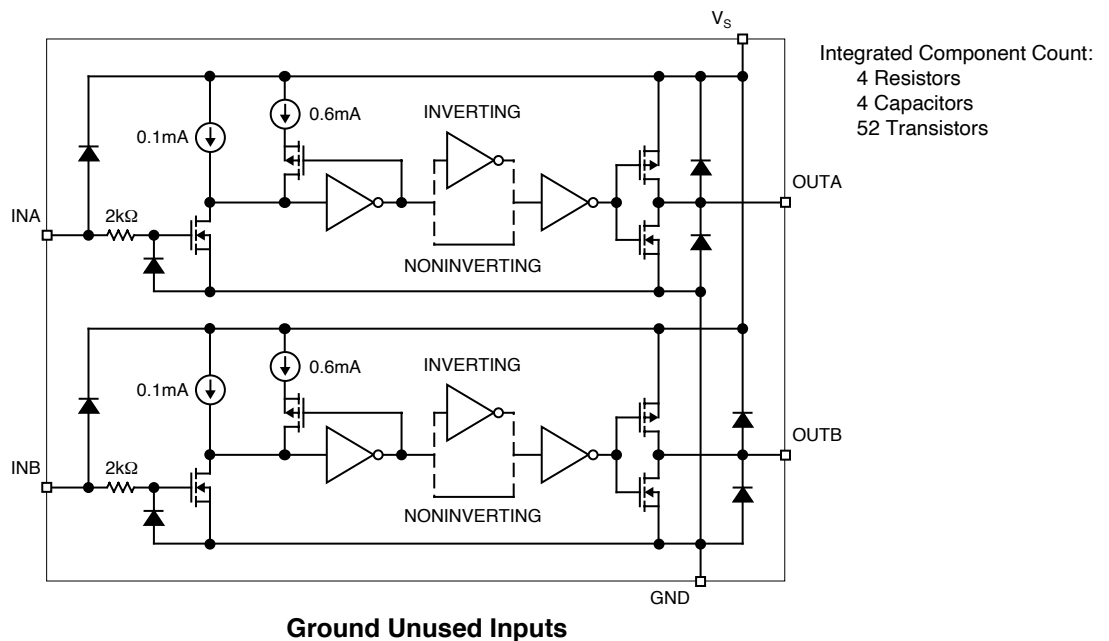 V_S
Integrated Component Count:
4 Resistors
4 Capacitors
52 Transistors
0.1mA
0.6mA
INVERTING
OUTA
INA
2kΩ
NONINVERTING
0.1mA
0.6mA
INVERTING
OUTB
INB
2kΩ
NONINVERTING
GND
Ground Unused Inputs